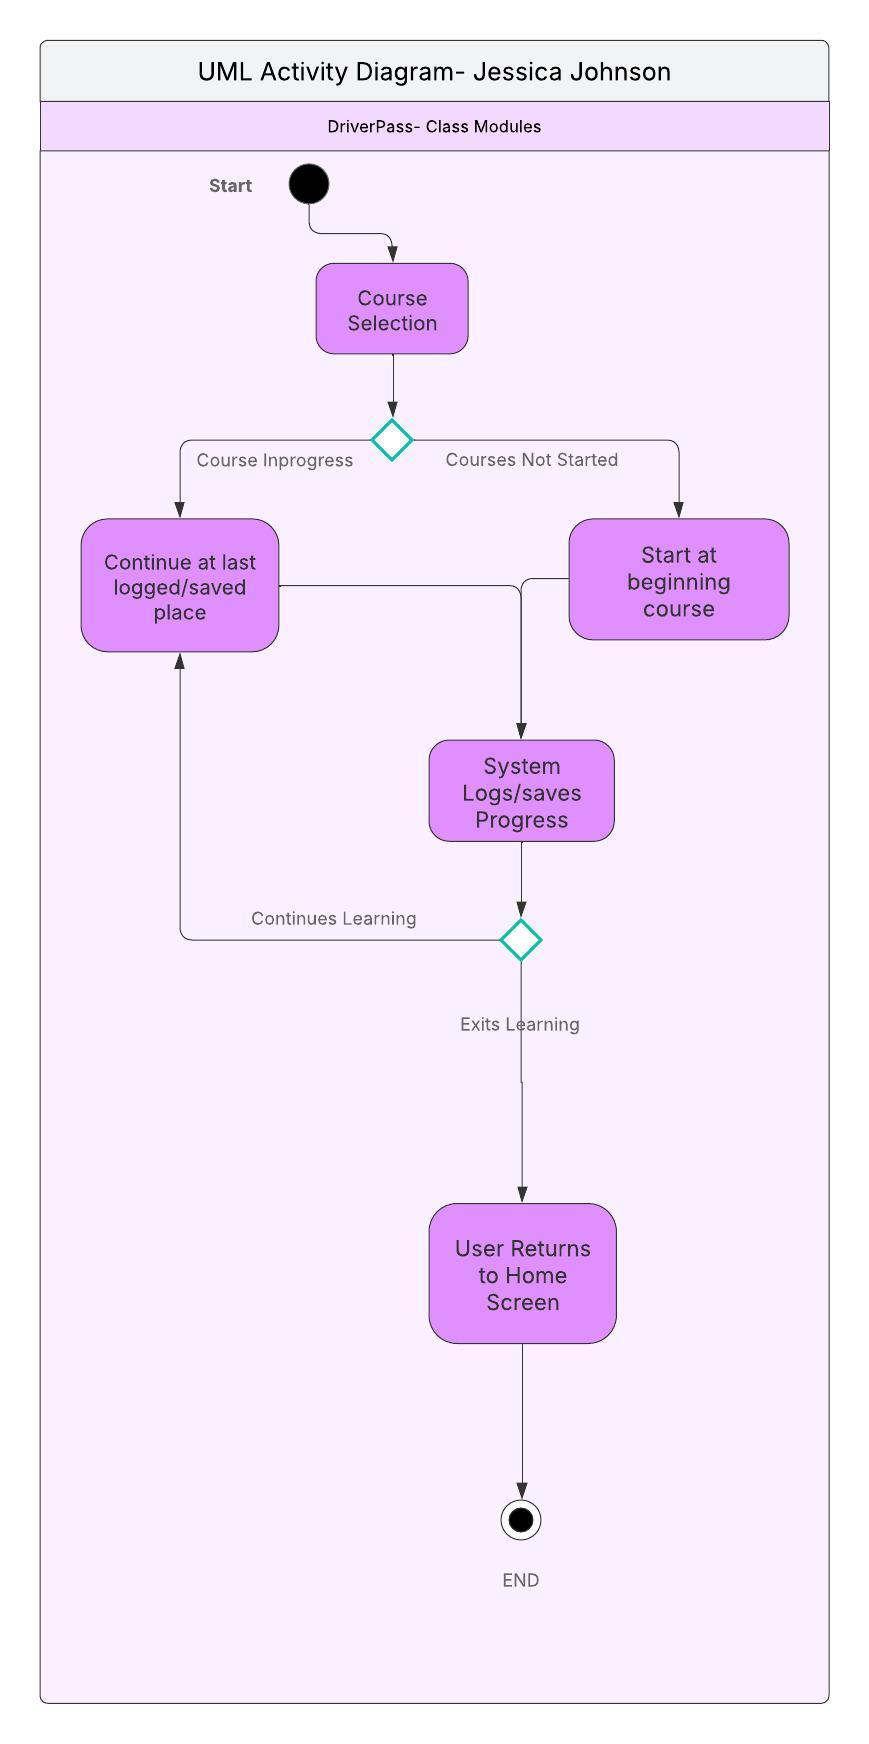 UML Activity Diagram- Jessica Johnson
DriverPass- Class Modules
Start
Course
Selection
Course Inprogress
Courses Not Started
Continue at last
logged/saved
place
Start at
beginning
course
System
Logs/saves
Progress
Continues Learning
Exits Learning
User Returns
to Home
Screen
END